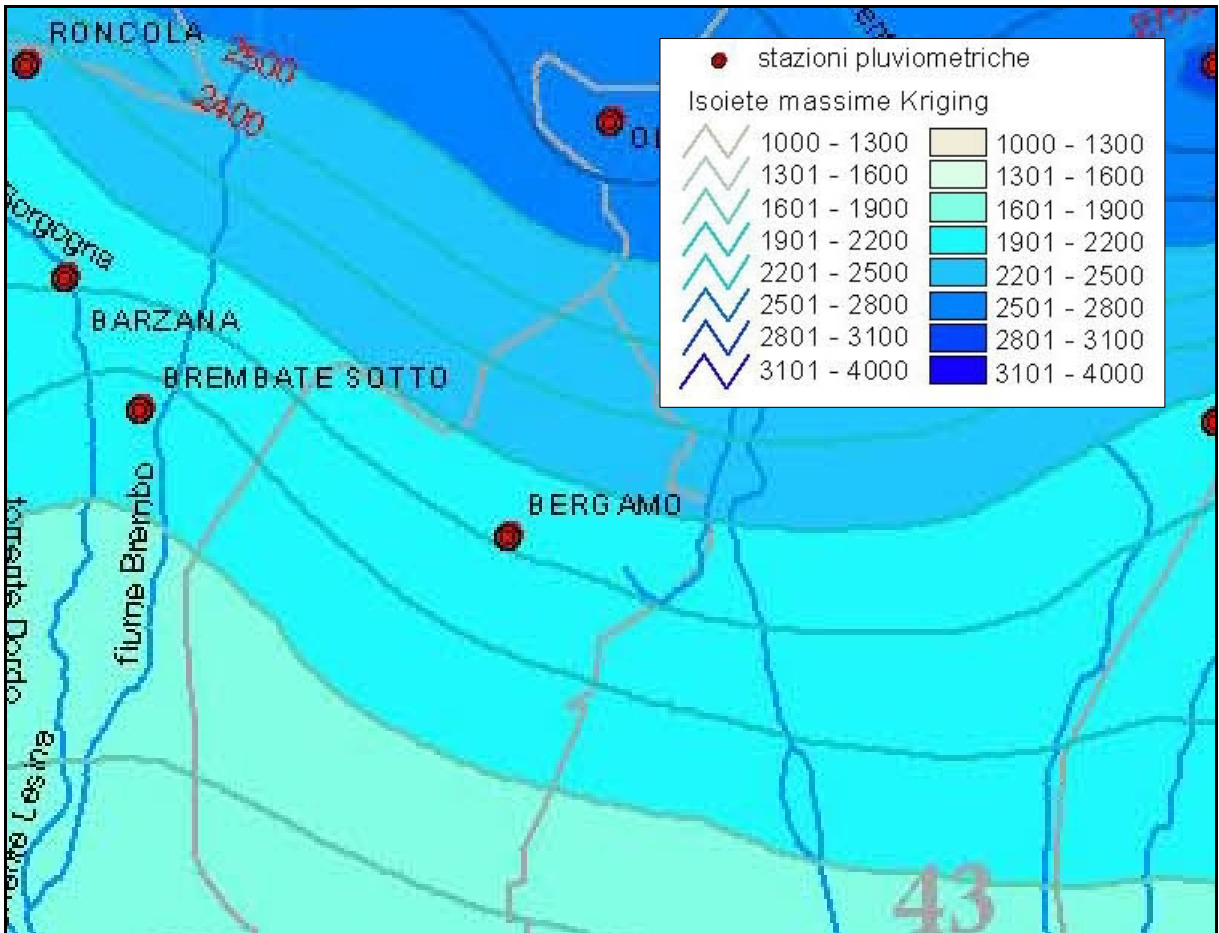 RONCOLA
2500
2400
BARZANA
BREMBATE SOTTO
BERGAMO
fiume Brembo
torrente Dordo
43
stazioni pluviometriche
Isoiete massime Kriging
1000 - 1300 1000 - 1300
1301 - 1600 1301 - 1600
1601 - 1900 1601 - 1900
1901 - 2200 1901 - 2200
2201 - 2500 2201 - 2500
2501 - 2800 2501 - 2800
2801 - 3100 2801 - 3100
3101 - 4000 3101 - 4000